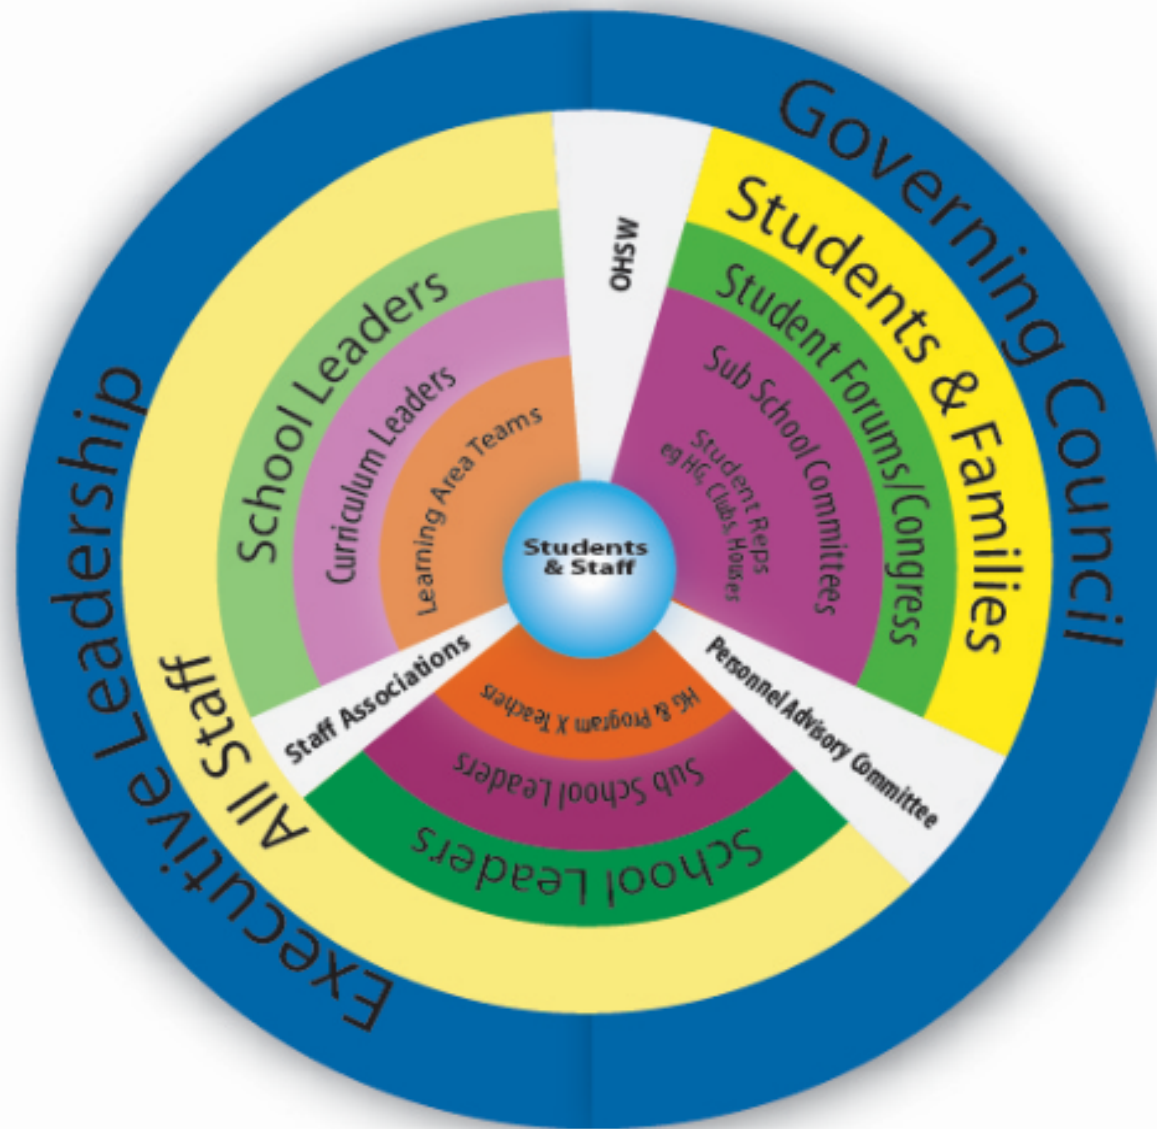 Governing Council
Students & Families
Student Forums/Congress
Sub School Committees
Student Reps
eg HG, Clubs, Houses
OHSW
Executive Leadership
All Staff
School Leaders
Curriculum Leaders
Learning Area Teams
Students
& Staff
Staff Associations
Personnel Advisory Committee
HG & Program X Teachers
Sub School Leaders
School Leaders